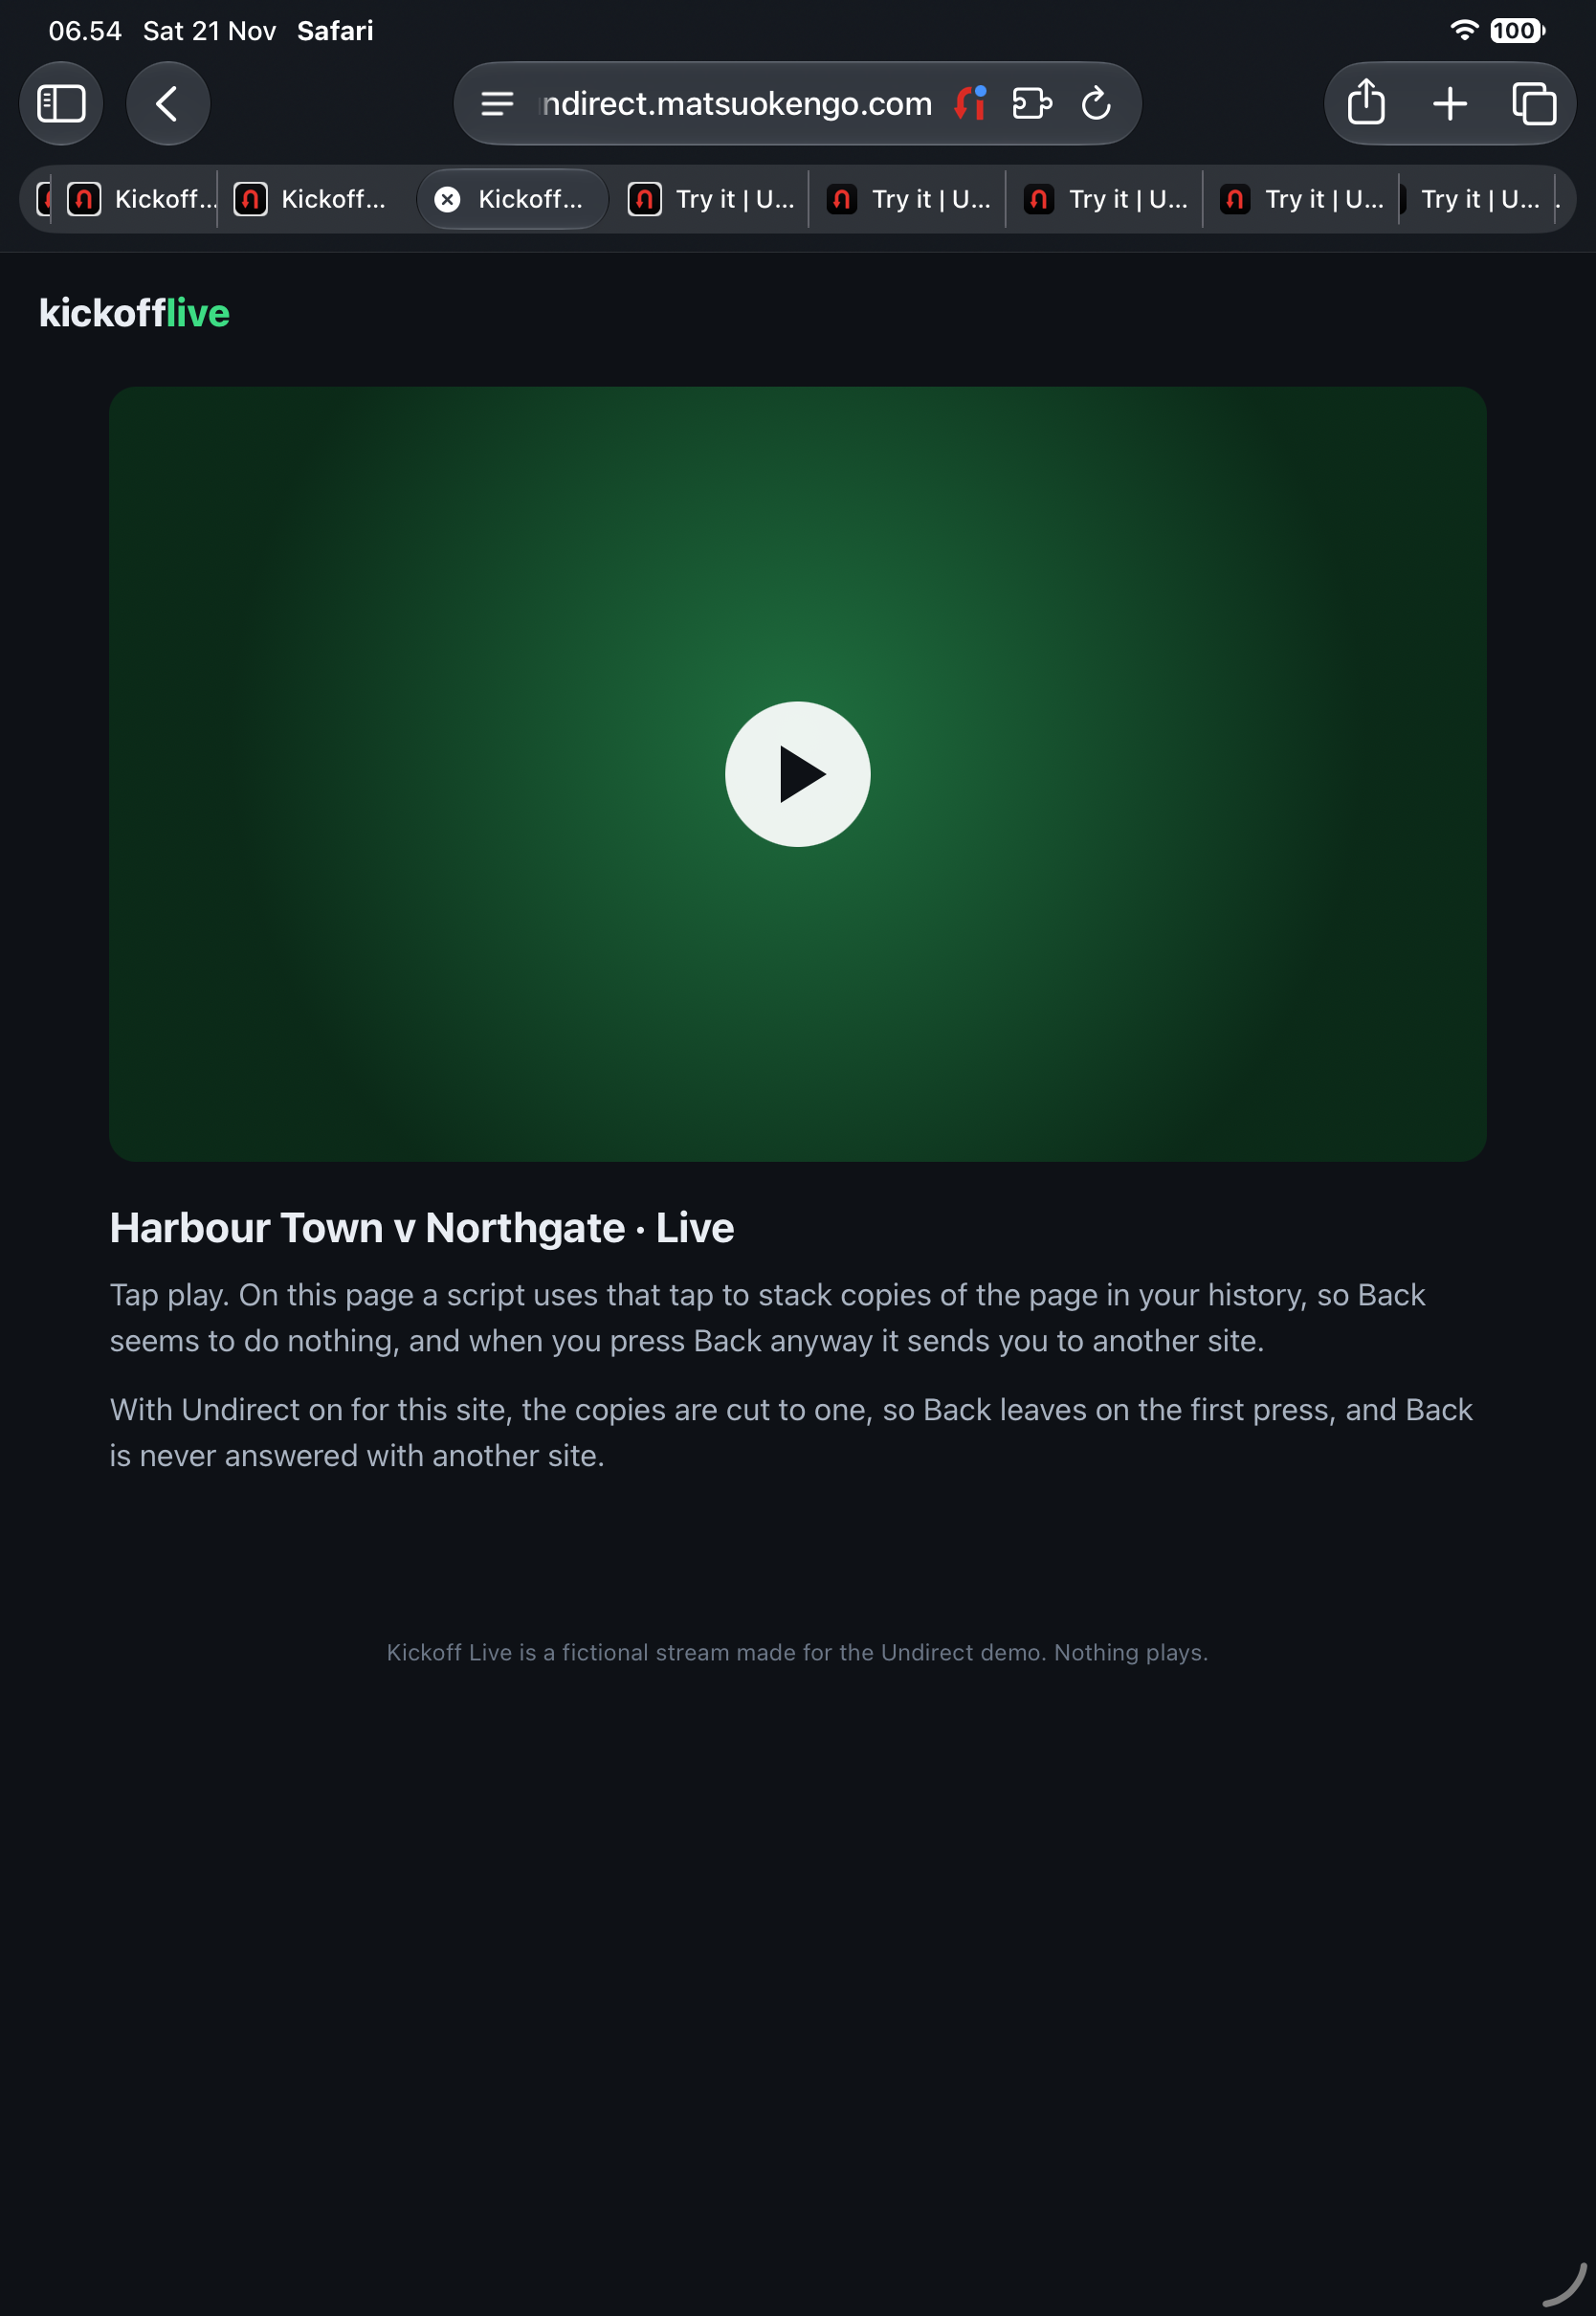 06.54 Sat 21 Nov Safari
100
ndirect.matsuokengo.com
Kickoff... Kickoff... Kickoff... Try it | U... Try it | U... Try it | U... Try it | U... Try it | U...
kickofflive
Harbour Town v Northgate · Live
Tap play. On this page a script uses that tap to stack copies of the page in your history, so Back
seems to do nothing, and when you press Back anyway it sends you to another site.
With Undirect on for this site, the copies are cut to one, so Back leaves on the first press, and Back
is never answered with another site.
Kickoff Live is a fictional stream made for the Undirect demo. Nothing plays.